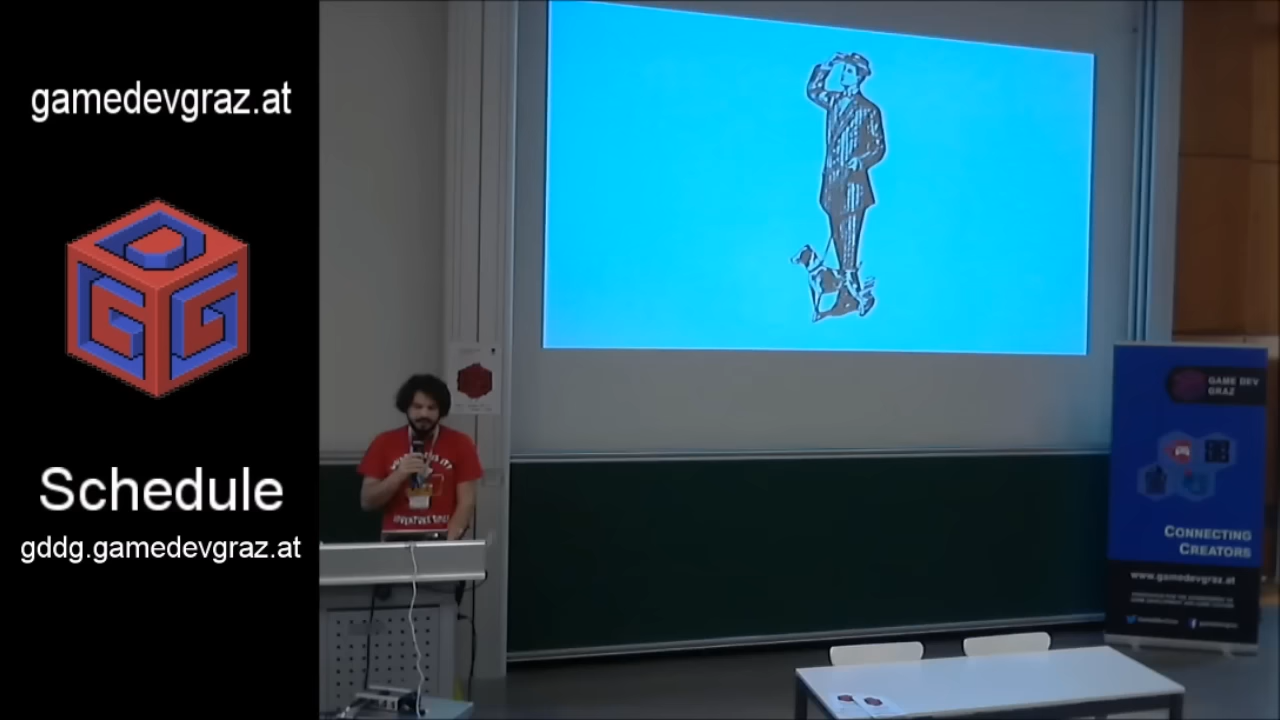 gamedevgraz.at
D
G G
Schedule
gddg.gamedevgraz.at
GAME DEV
GRAZ
CONNECTING
CREATORS
www.gamedevgraz.at